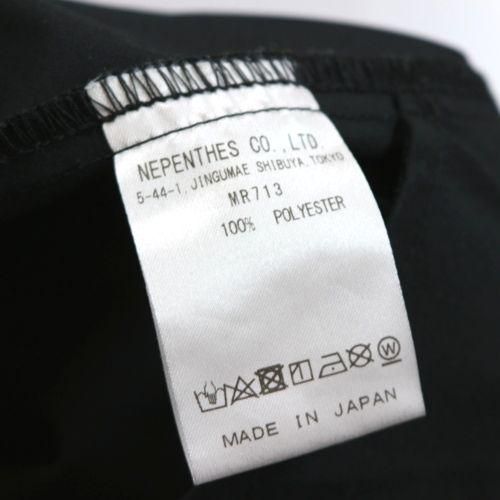 NEPENTHES CO.,LTD.
5-44-1, JINGUMAE SHIBUYA,TOKYO
MR713
100% POLYESTER
W
MADE IN JAPAN